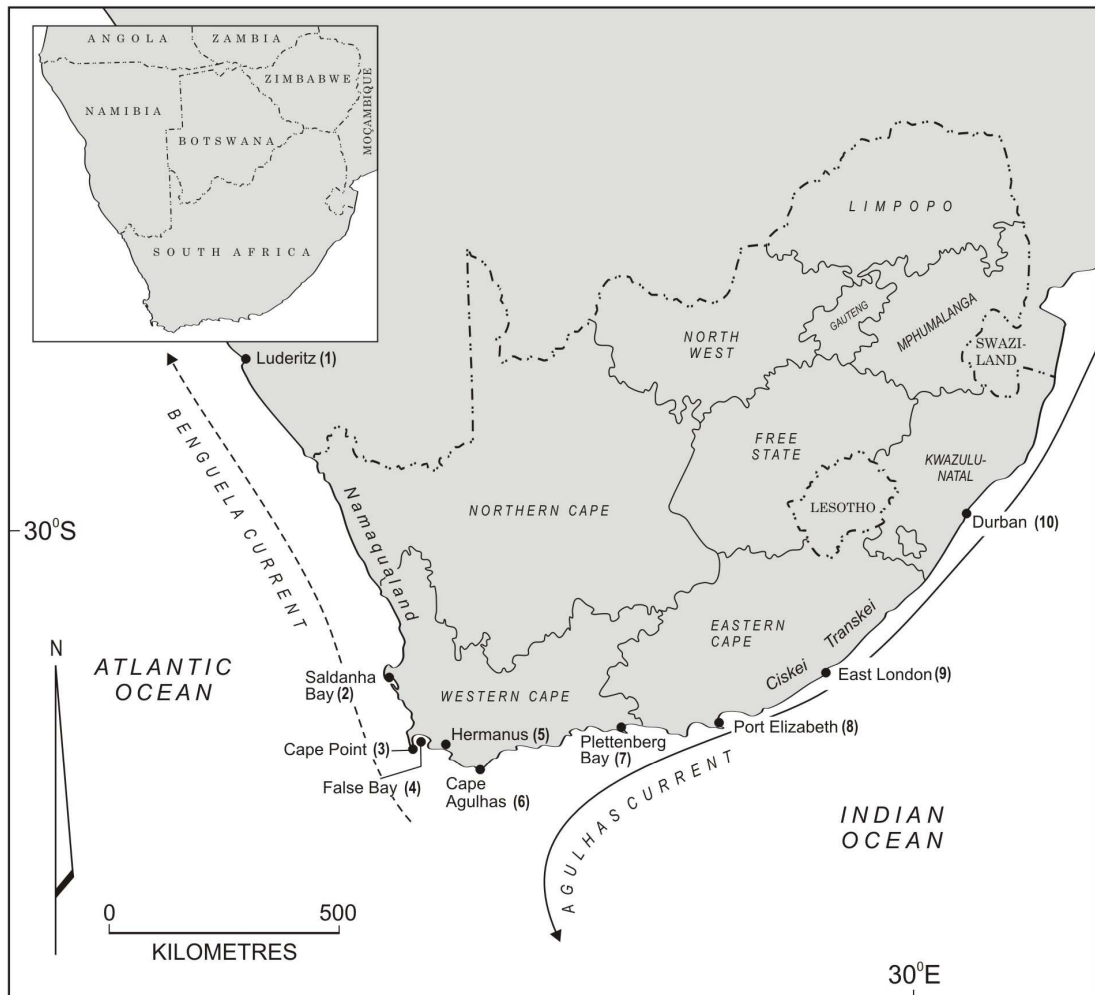 ANGOLA
ZAMBIA
ZIMBABWE
MOÇAMBIQUE
NAMIBIA
BOTSWANA
SOUTH AFRICA
LIMPOPO
GAUTENG
MPHUMALANGA
NORTH
WEST
SWAZI-
LAND
Luderitz (1)
BENGUELA CURRENT
FREE
STATE
KWAZULU-
NATAL
LESOTHO
NORTHERN CAPE
Namaqualand
30⁰S
Durban (10)
EASTERN
CAPE
Transkei
Ciskei
N
ATLANTIC
OCEAN
Saldanha
Bay (2)
WESTERN CAPE
East London (9)
Port Elizabeth (8)
Hermanus (5)
Plettenberg
Bay (7)
Cape Point (3)
False Bay (4)
Cape
Agulhas (6)
AGULHAS CURRENT
INDIAN
OCEAN
0 500
KILOMETRES
30⁰E